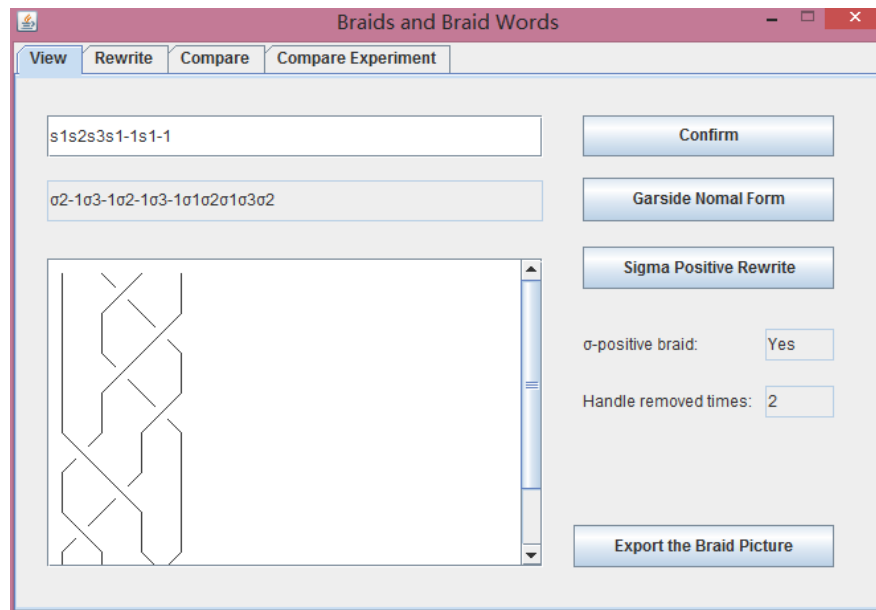 Braids and Braid Words
View Rewrite Compare Compare Experiment
s1s2s3s1-1s1-1
Confirm
σ2-1σ3-1σ2-1σ3-1σ1σ2σ1σ3σ2
Garside Nomal Form
Sigma Positive Rewrite
σ-positive braid: Yes
Handle removed times: 2
Export the Braid Picture